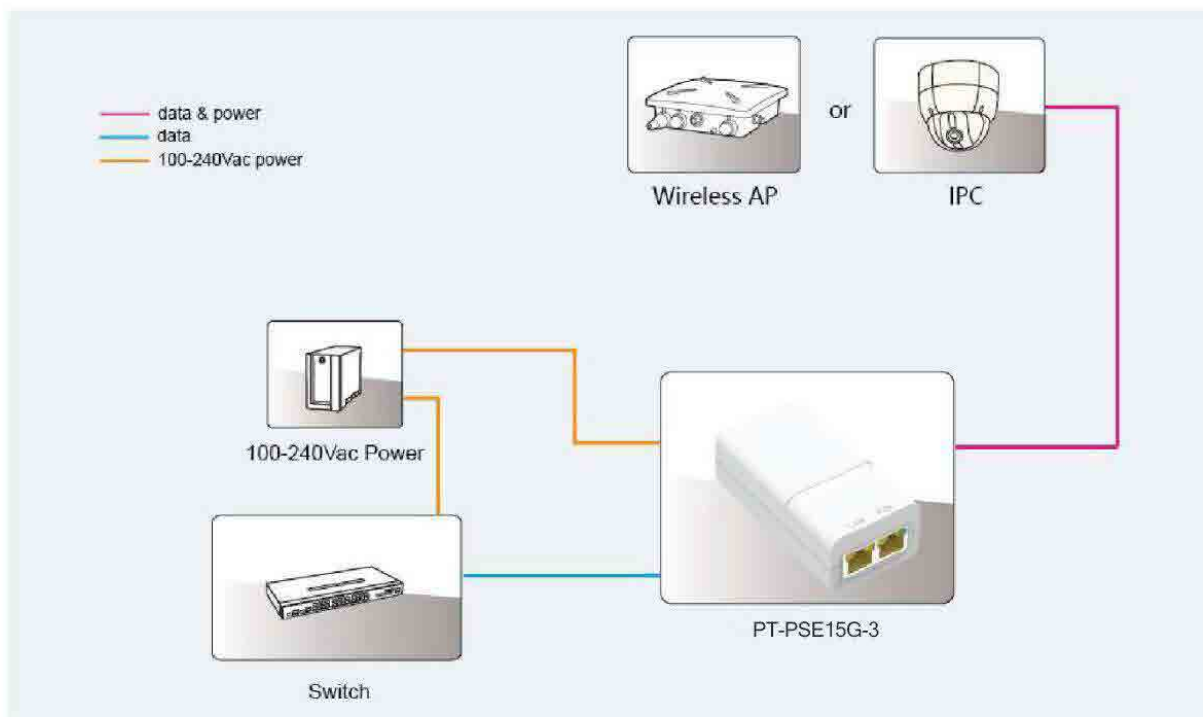 data & power
data
100-240Vac power
or
Wireless AP
IPC
100-240Vac Power
PT-PSE15G-3
Switch